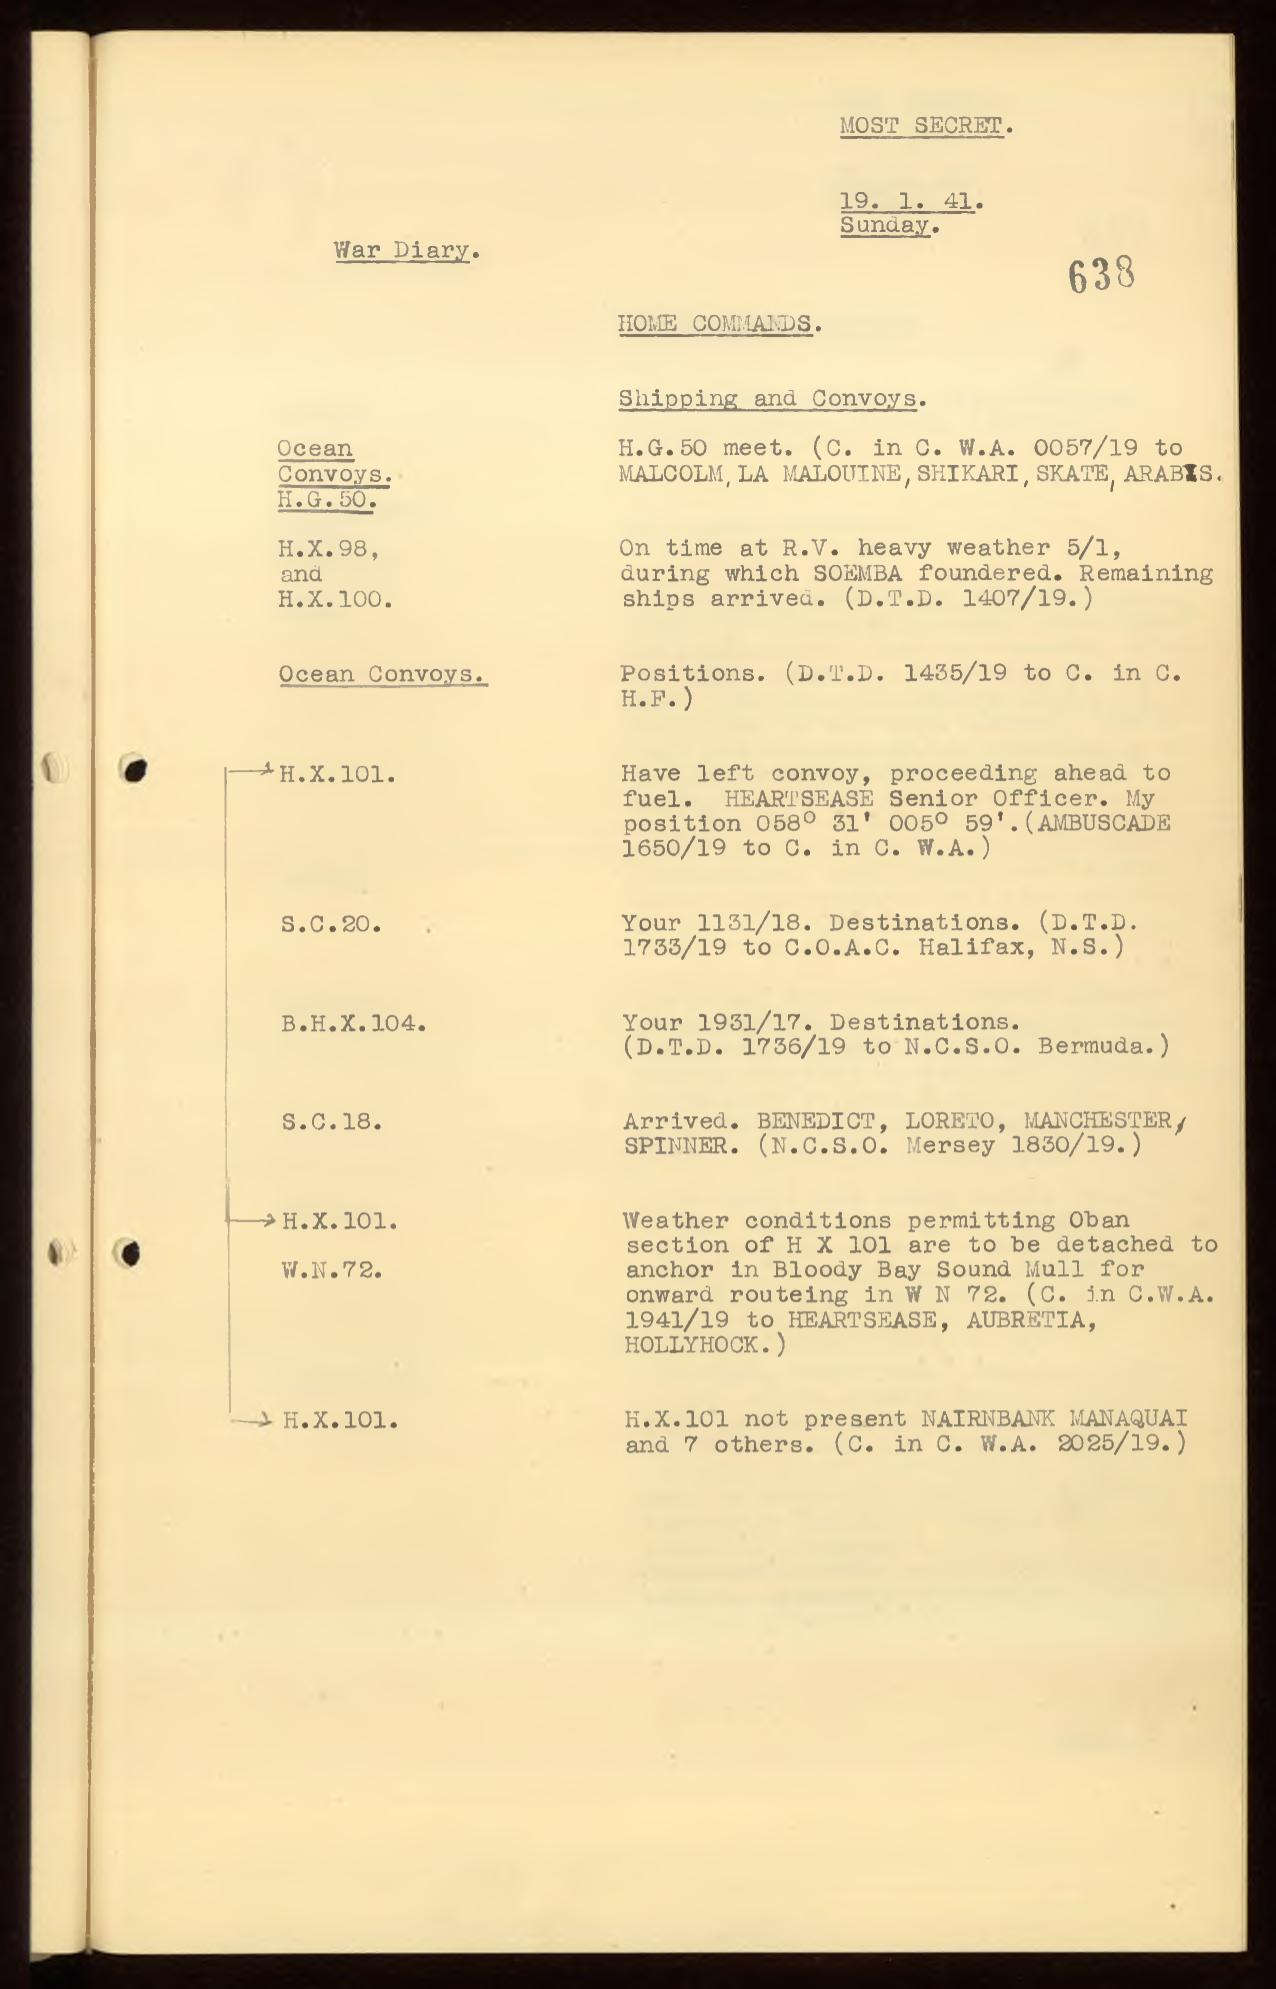 MOST SECRET.
19. 1. 41.
Sunday.
War Diary.
638
HOME COMMANDS.
Shipping and Convoys.
Ocean
Convoys.
H.G.50.
H.G.50 meet. (C. in C. W.A. 0057/19 to
MALCOLM, LA MALOUINE, SHIKARI, SKATE, ARABIS.
H.X.98,
and
H.X.100.
On time at R.V. heavy weather 5/1,
during which SOEMBA foundered. Remaining
ships arrived. (D.T.D. 1407/19.)
Ocean Convoys.
Positions. (D.T.D. 1435/19 to C. in C.
H.F.)
H.X.101.
Have left convoy, proceeding ahead to
fuel. HEARTSEASE Senior Officer. My
position 058° 31' 005° 59'.(AMBUSCADE
1650/19 to C. in C. W.A.)
S.C.20.
Your 1131/18. Destinations. (D.T.D.
1733/19 to C.O.A.C. Halifax, N.S.)
B.H.X.104.
Your 1931/17. Destinations.
(D.T.D. 1736/19 to N.C.S.O. Bermuda.)
S.C.18.
Arrived. BENEDICT, LORETO, MANCHESTER/
SPINNER. (N.C.S.O. Mersey 1830/19.)
H.X.101.
W.N.72.
Weather conditions permitting Oban
section of H X 101 are to be detached to
anchor in Bloody Bay Sound Mull for
onward routeing in W N 72. (C. in C.W.A.
1941/19 to HEARTSEASE, AUBRETIA,
HOLLYHOCK.)
H.X.101.
H.X.101 not present NAIRNBANK MANAQUAI
and 7 others. (C. in C. W.A. 2025/19.)